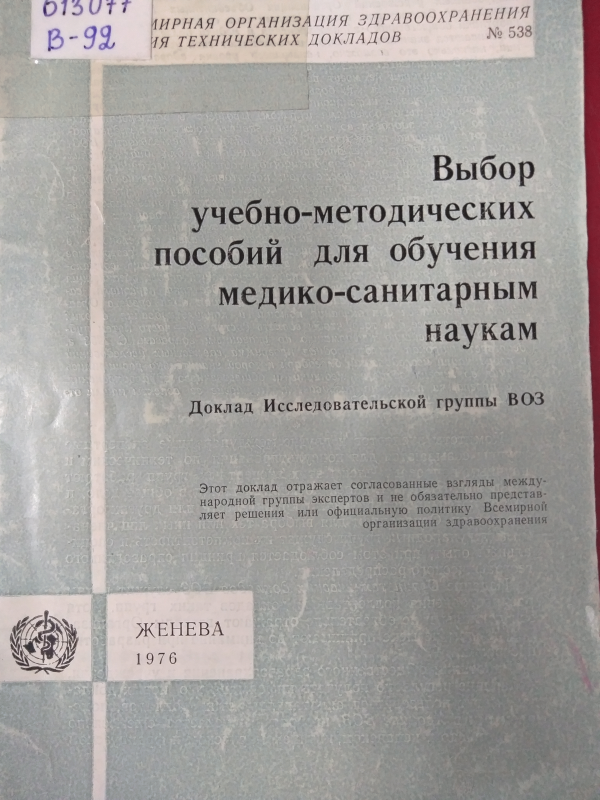 613077
В-92
МИРНАЯ ОРГАНИЗАЦИЯ ЗДРАВООХРАНЕНИЯ
ИЯ ТЕХНИЧЕСКИХ ДОКЛАДОВ № 538
Выбор
учебно-методических
пособий для обучения
медико-санитарным
наукам
Доклад Исследовательской группы ВОЗ
Этот доклад отражает согласованные взгляды между-
народной группы экспертов и не обязательно представ-
ляет решения или официальную политику Всемирной
организаций здравоохранения
ЖЕНЕВА
1976